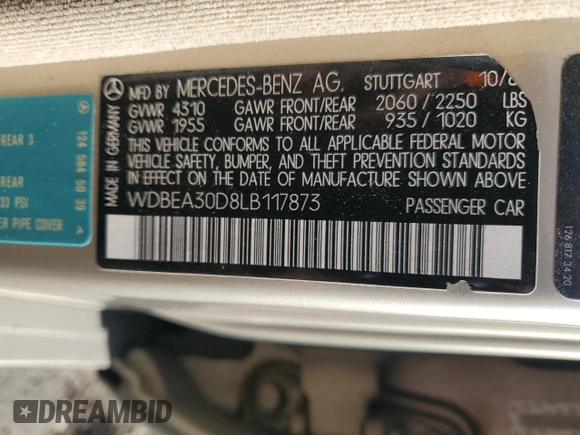 MFD BY MERCEDES-BENZ AG. STUTTGART 10/8
GVWR 4310 GAWR FRONT/REAR 2060/2250 LBS
GVWR 1955 GAWR FRONT/REAR 935/1020 KG
THIS VEHICLE CONFORMS TO ALL APPLICABLE FEDERAL MOTOR
VEHICLE SAFETY, BUMPER, AND THEFT PREVENTION STANDARDS
IN EFFECT ON THE DATE OF MANUFACTURE SHOWN ABOVE.
WDBEA30D8LB117873 PASSENGER CAR
MADE IN GERMANY
REAR 3
REAR
33 PSI
ER PIPE COVER
124 584 50 39 A
126 817 34 20
DREAMBID